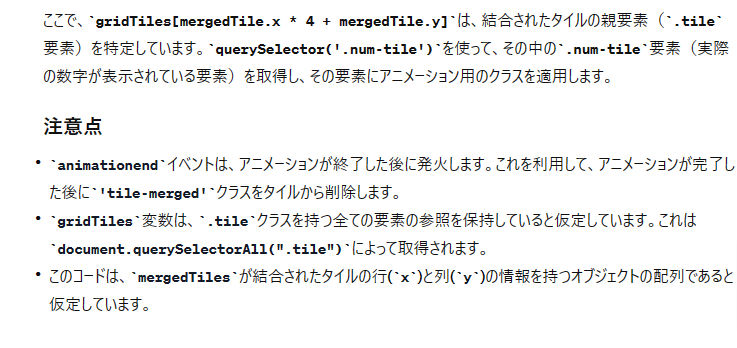 ここで、`gridTiles[mergedTile.x * 4 + mergedTile.y]`は、結合されたタイルの親要素（`.tile`
要素）を特定しています。`querySelector('.num-tile')`を使って、その中の`.num-tile`要素（実際
の数字が表示されている要素）を取得し、その要素にアニメーション用のクラスを適用します。
注意点
• `animationend`イベントは、アニメーションが終了した後に発火します。これを利用して、アニメーションが完了し
た後に`'tile-merged'`クラスをタイルから削除します。
• `gridTiles`変数は、`.tile`クラスを持つ全ての要素の参照を保持していると仮定しています。これは
`document.querySelectorAll(".tile")`によって取得されます。
• このコードは、`mergedTiles`が結合されたタイルの行(`x`)と列(`y`)の情報を持つオブジェクトの配列であると
仮定しています。